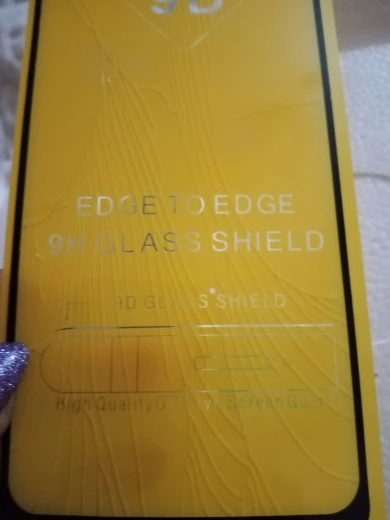 9D
EDGE TO EDGE
9H GLASS SHIELD
9D GLASS SHIELD
High Quality Screen